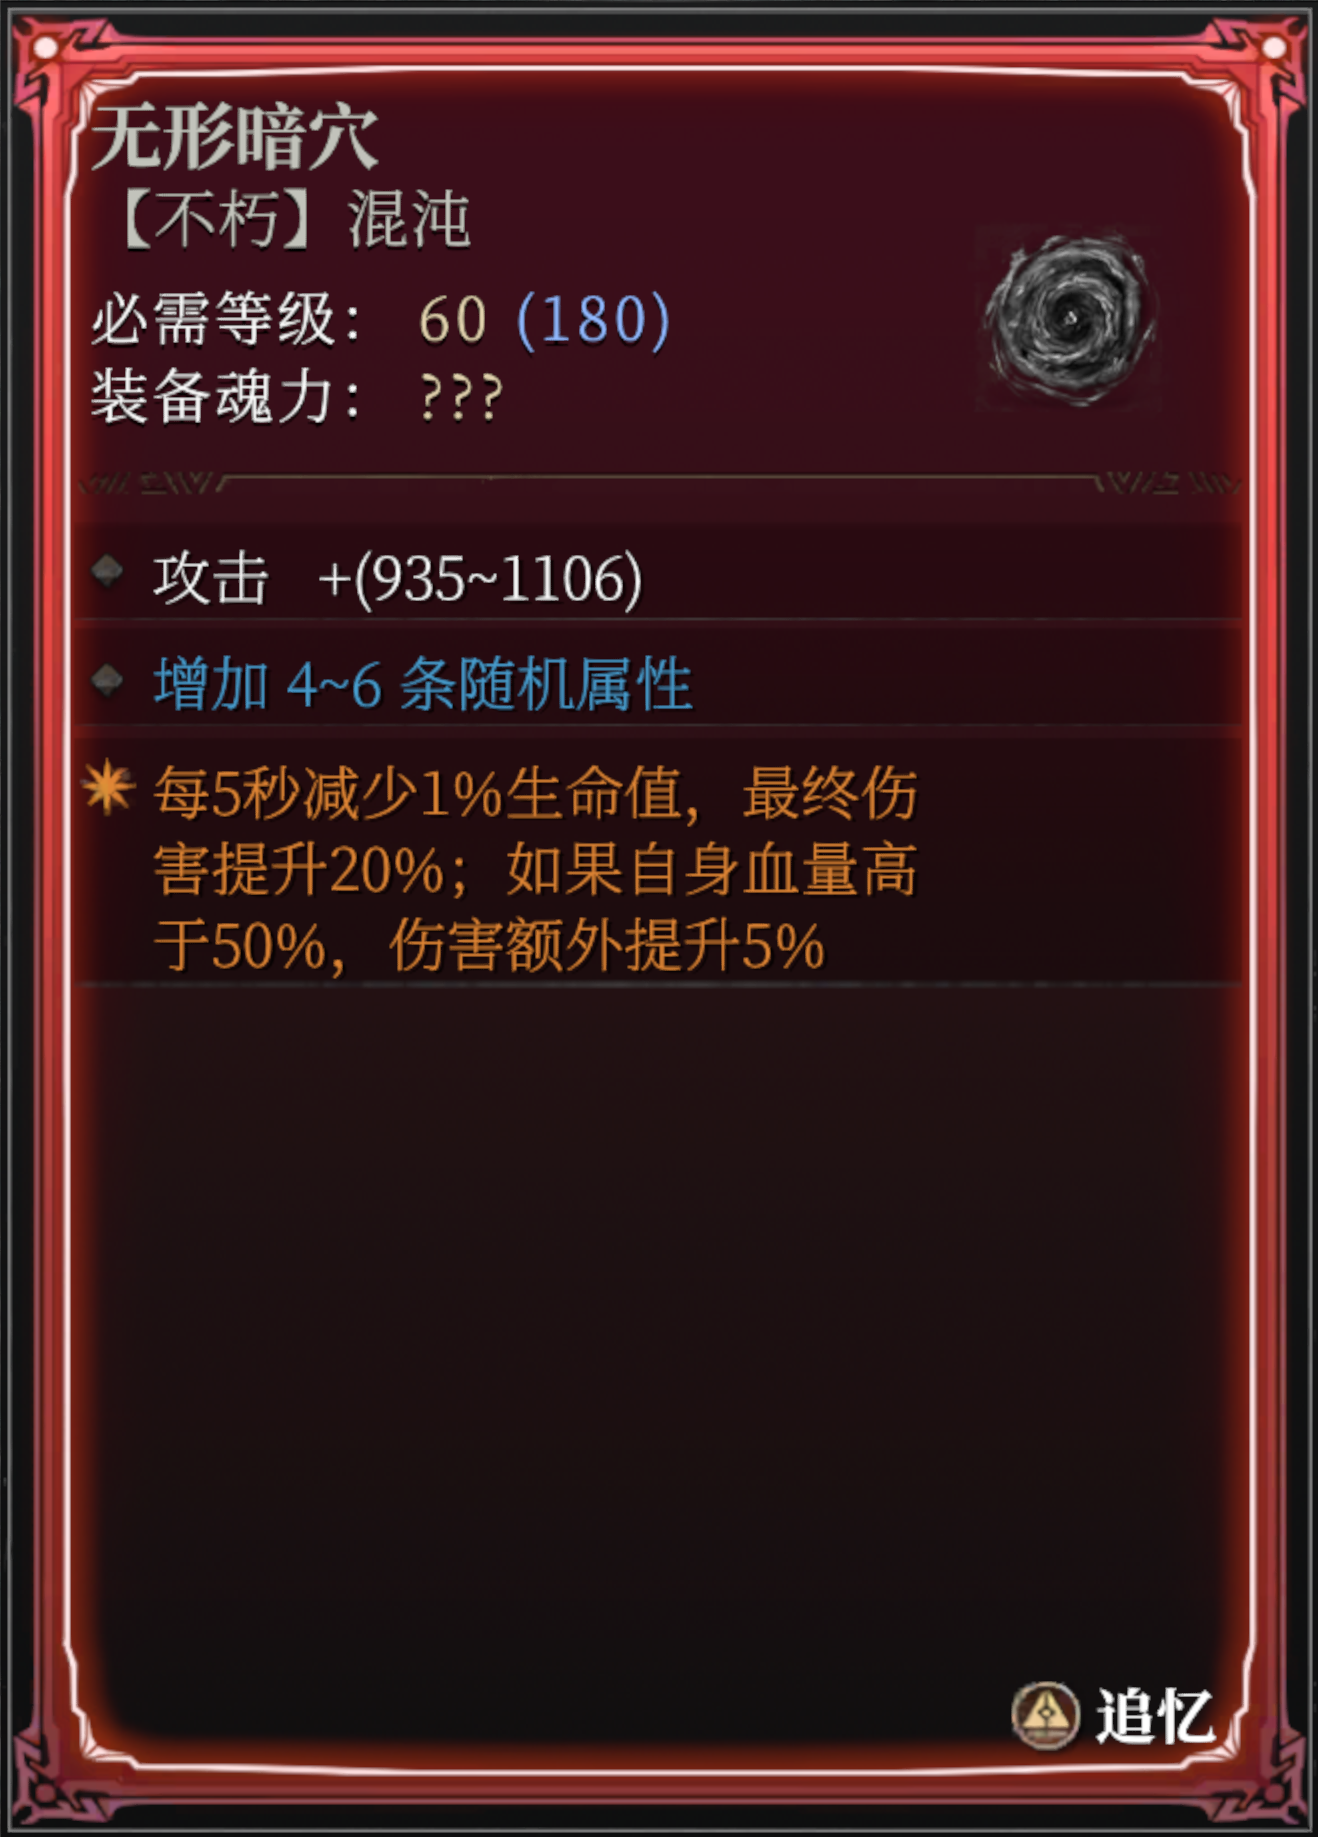 无形暗穴
【不朽】混沌
必需等级： 60 (180)
装备魂力： ???
攻击 +(935~1106)
增加 4~6 条随机属性
每5秒减少1%生命值，最终伤
害提升20%；如果自身血量高
于50%，伤害额外提升5%
追忆